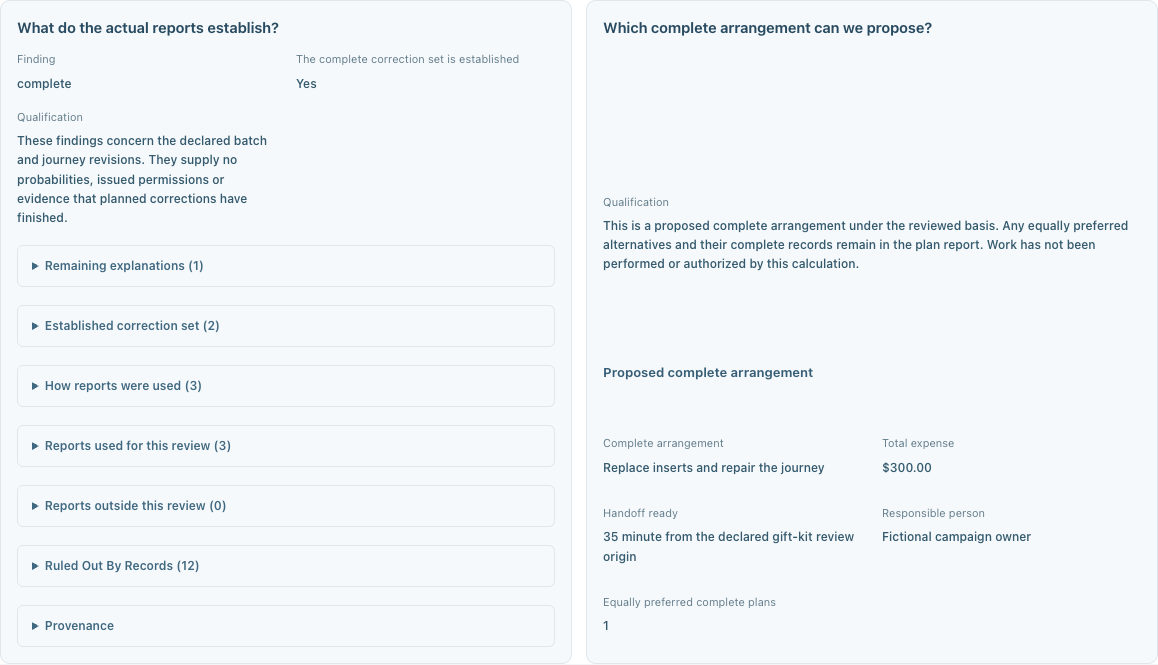 What do the actual reports establish?
Finding
The complete correction set is established
complete
Yes
Qualification
These findings concern the declared batch
and journey revisions. They supply no
probabilities, issued permissions or
evidence that planned corrections have
finished.
Remaining explanations (1)
Established correction set (2)
How reports were used (3)
Reports used for this review (3)
Reports outside this review (0)
Ruled Out By Records (12)
Provenance
Which complete arrangement can we propose?
Qualification
This is a proposed complete arrangement under the reviewed basis. Any equally preferred
alternatives and their complete records remain in the plan report. Work has not been
performed or authorized by this calculation.
Proposed complete arrangement
Complete arrangement
Total expense
Replace inserts and repair the journey
$300.00
Handoff ready
Responsible person
35 minute from the declared gift-kit review
origin
Fictional campaign owner
Equally preferred complete plans
1